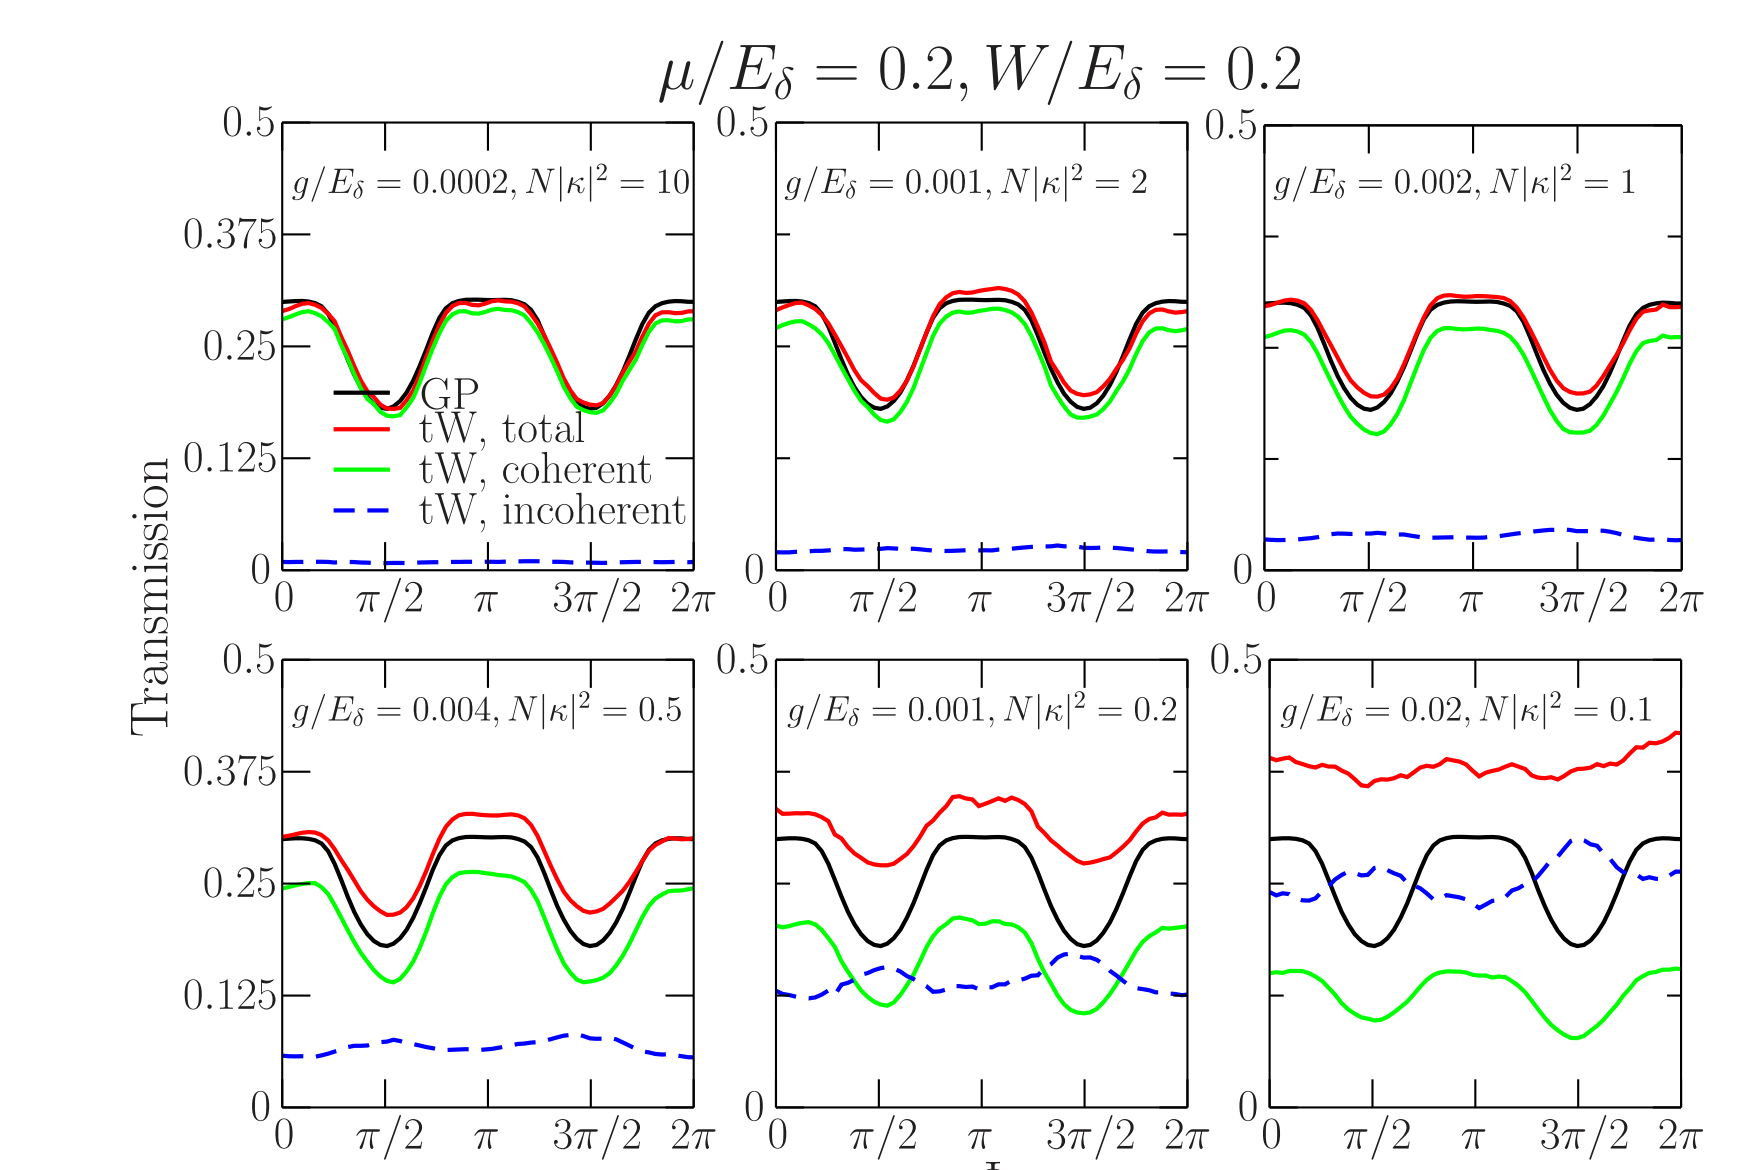 μ/E_δ = 0.2, W/E_δ = 0.2
0.5
0.375
0.25
0.125
0
g/E_δ = 0.0002, N|κ|² = 10
GP
tW, total
tW, coherent
tW, incoherent
0 π/2 π 3π/2 2π
0.5
g/E_δ = 0.001, N|κ|² = 2
0
0 π/2 π 3π/2 2π
0.5
g/E_δ = 0.002, N|κ|² = 1
0
0 π/2 π 3π/2 2π
Transmission
0.5
0.375
0.25
0.125
0
g/E_δ = 0.004, N|κ|² = 0.5
0 π/2 π 3π/2 2π
0.5
g/E_δ = 0.001, N|κ|² = 0.2
0
0 π/2 π 3π/2 2π
0.5
g/E_δ = 0.02, N|κ|² = 0.1
0
0 π/2 π 3π/2 2π